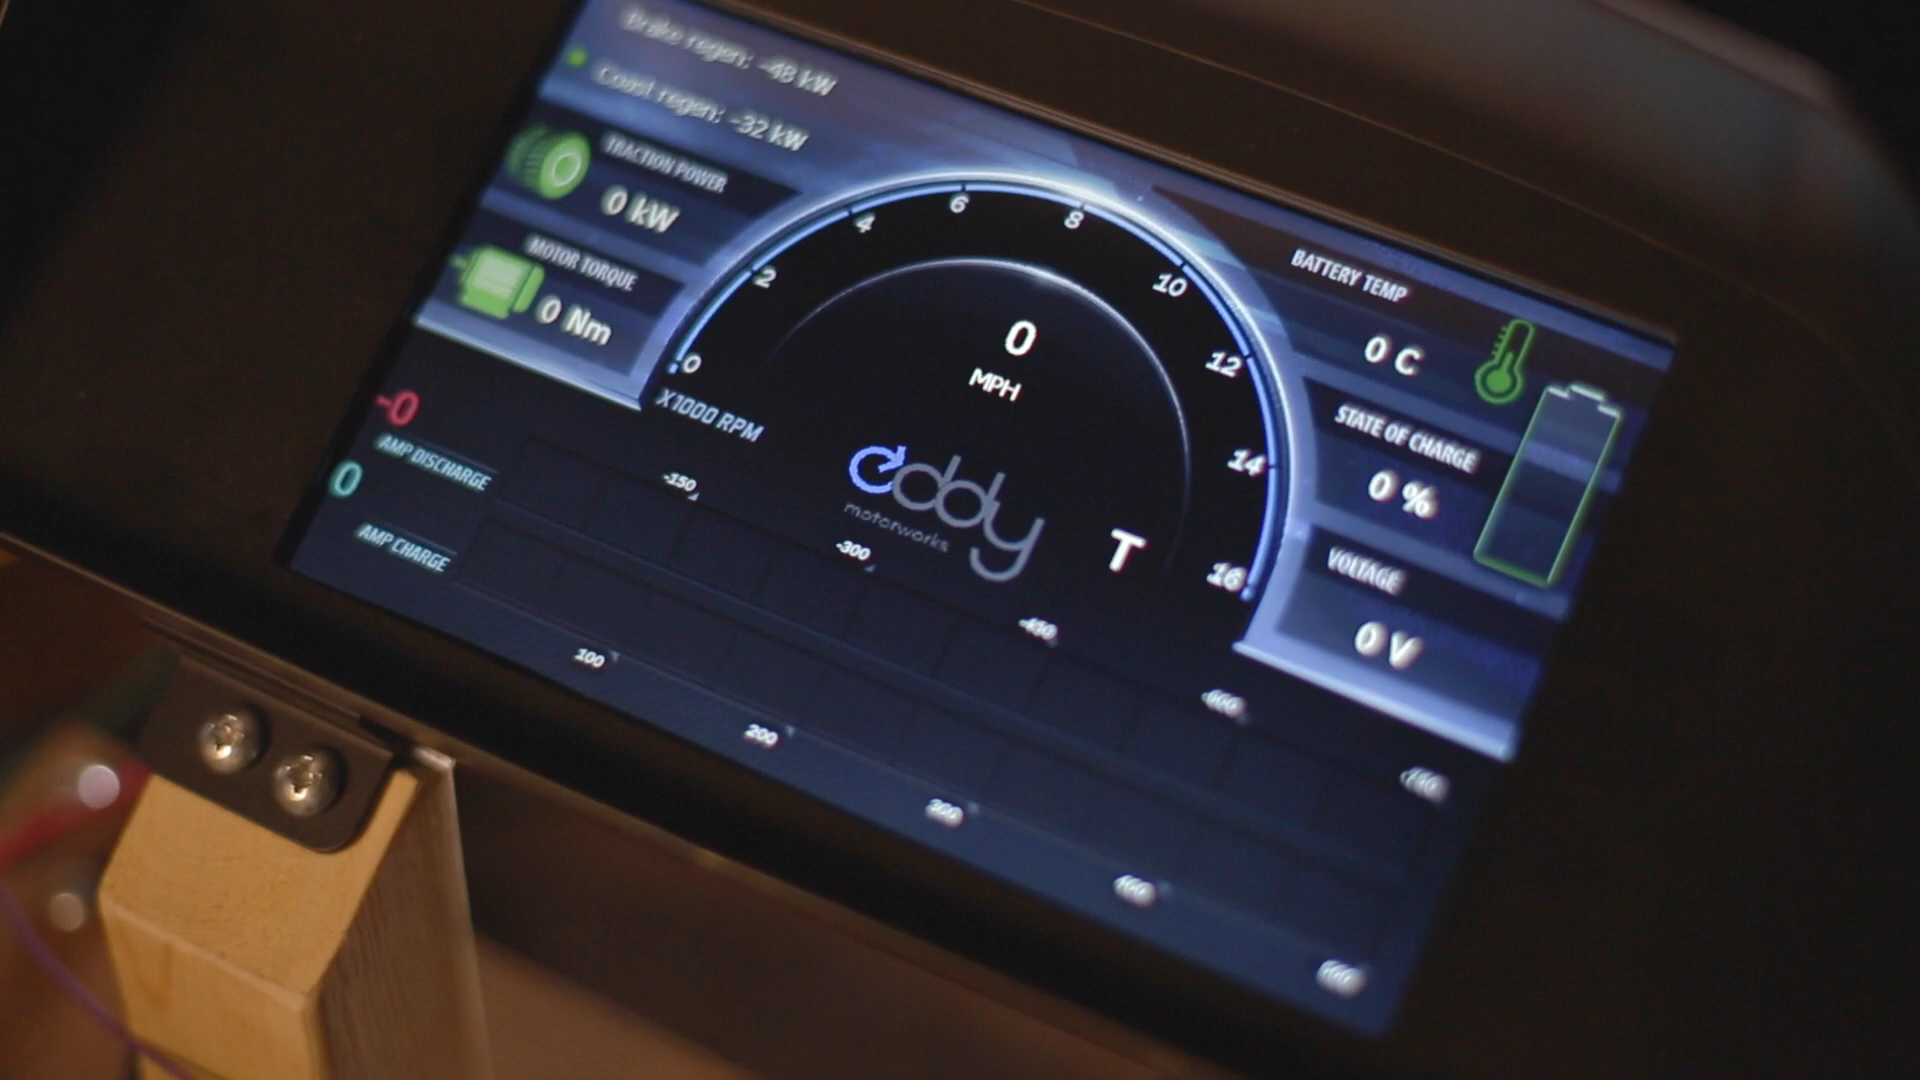 Brake regen: -48 kW
Coast regen: -32 kW
TRACTION POWER
0 kW
MOTOR TORQUE
0 Nm
0
2
4
6
8
10
12
14
16
X1000 RPM
0
MPH
eddy
motorworks
T
BATTERY TEMP
0 C
STATE OF CHARGE
0 %
VOLTAGE
0 V
-0
AMP DISCHARGE
-150
-300
-450
-600
0
AMP CHARGE
100
200
300
400